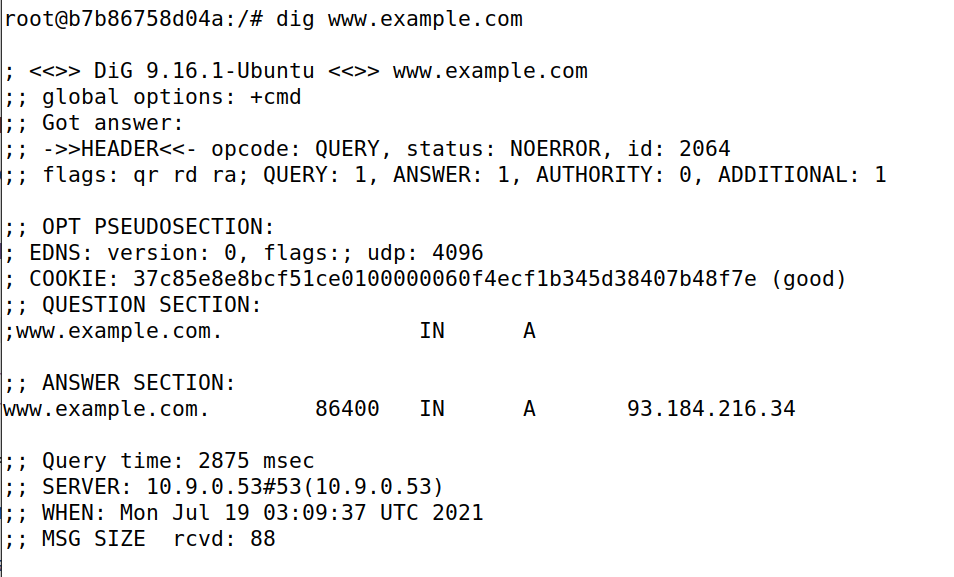 root@b7b86758d04a:/# dig www.example.com
; <<>> DiG 9.16.1-Ubuntu <<>> www.example.com
;; global options: +cmd
;; Got answer:
;; ->>HEADER<<- opcode: QUERY, status: NOERROR, id: 2064
;; flags: qr rd ra; QUERY: 1, ANSWER: 1, AUTHORITY: 0, ADDITIONAL: 1
;; OPT PSEUDOSECTION:
; EDNS: version: 0, flags:; udp: 4096
; COOKIE: 37c85e8e8bcf51ce0100000060f4ecf1b345d38407b48f7e (good)
;; QUESTION SECTION:
;www.example.com. IN A
;; ANSWER SECTION:
www.example.com. 86400 IN A 93.184.216.34
;; Query time: 2875 msec
;; SERVER: 10.9.0.53#53(10.9.0.53)
;; WHEN: Mon Jul 19 03:09:37 UTC 2021
;; MSG SIZE  rcvd: 88